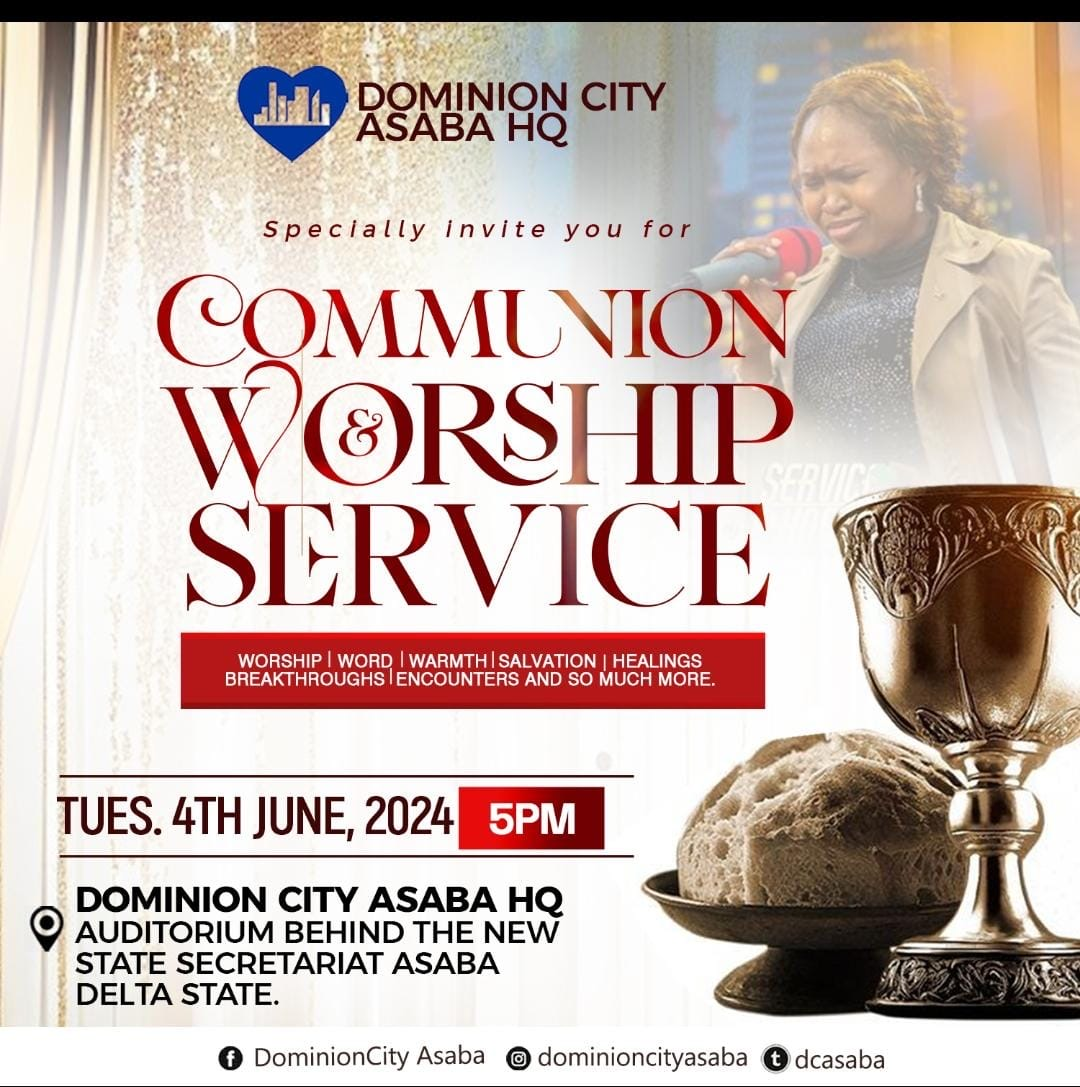 DOMINION CITY
ASABA HQ
Specially invite you for
COMMUNION
& WORSHIP
SERVICE
SERVICE
WORSHIP | WORD | WARMTH | SALVATION | HEALINGS
BREAKTHROUGHS | ENCOUNTERS AND SO MUCH MORE.
TUES. 4TH JUNE, 2024 5PM
DOMINION CITY ASABA HQ
AUDITORIUM BEHIND THE NEW
STATE SECRETARIAT ASABA
DELTA STATE.
DominionCity Asaba dominioncityasaba dcasaba